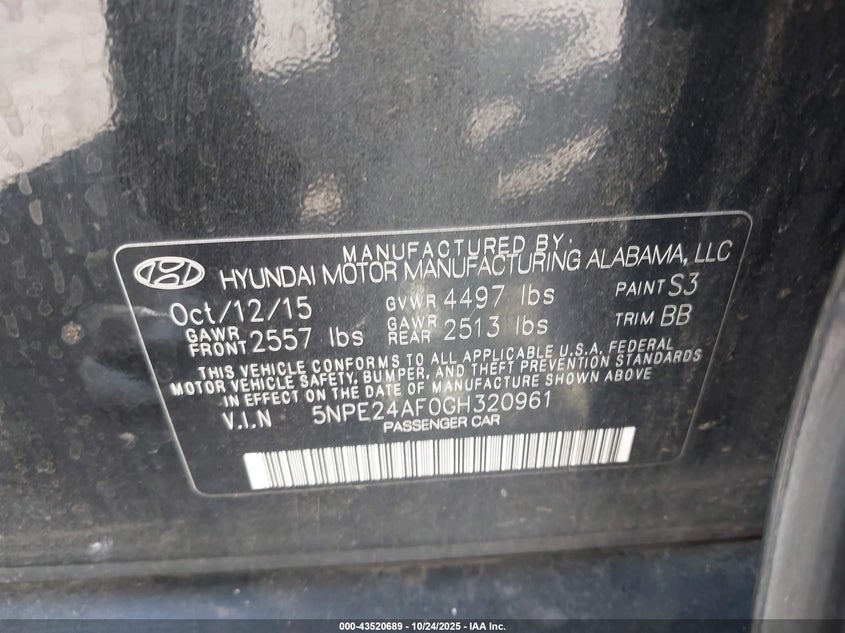 MANUFACTURED BY.
HYUNDAI MOTOR MANUFACTURING ALABAMA, LLC
Oct/12/15 GVWR 4497 lbs PAINT S3
GAWR FRONT 2557 lbs GAWR REAR 2513 lbs TRIM BB
THIS VEHICLE CONFORMS TO ALL APPLICABLE U.S.A. FEDERAL
MOTOR VEHICLE SAFETY, BUMPER, AND THEFT PREVENTION STANDARDS
IN EFFECT ON THE DATE OF MANUFACTURE SHOWN ABOVE
V.I.N 5NPE24AF0GH320961
PASSENGER CAR
000-43520689 - 10/24/2025 - IAA Inc.